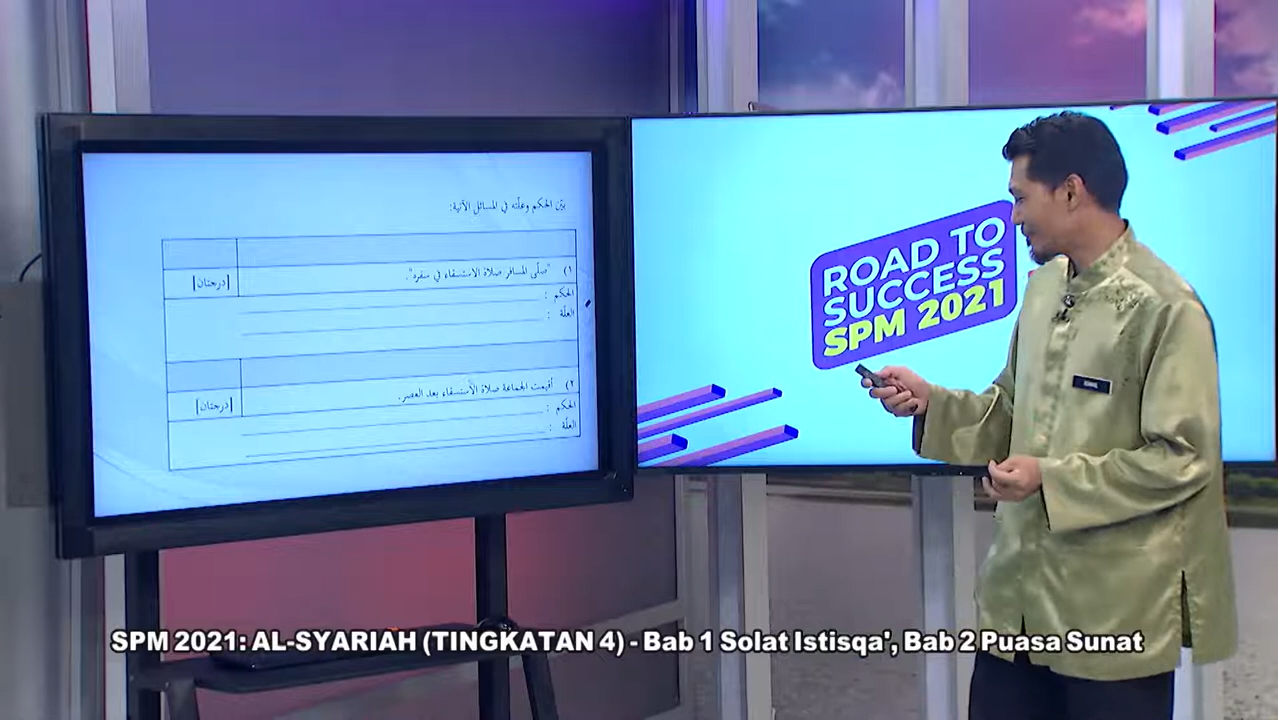 بيّن الحكم وعلّته في المسائل الآتية:
١) "صلّى المسافر صلاة الاستسقاء في سفره".
[درجتان]
الحكم :
العلّة :
٢) أقيمت الجماعة صلاة الأستسقاء بعد العصر.
[درجتان]
الحكم :
العلّة :
ROAD TO
SUCCESS
SPM 2021
SPM 2021: AL-SYARIAH (TINGKATAN 4) - Bab 1 Solat Istisqa', Bab 2 Puasa Sunat